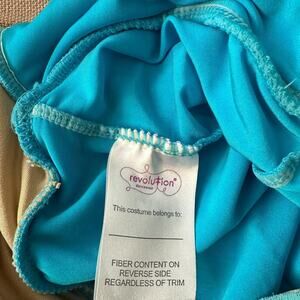 revolution
dancewear
This costume belongs to:
FIBER CONTENT ON
REVERSE SIDE
REGARDLESS OF TRIM